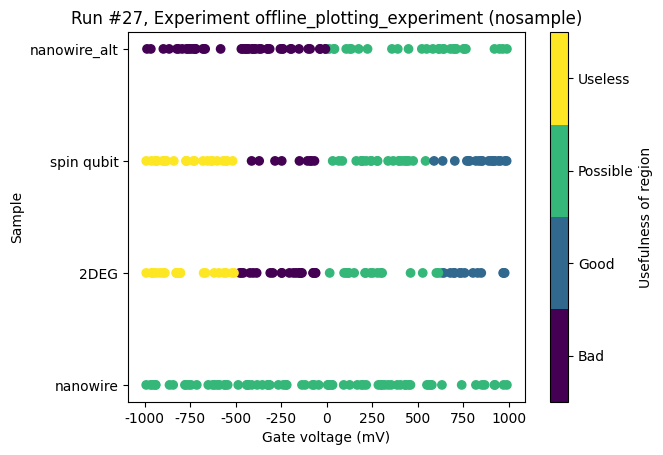 Run #27, Experiment offline_plotting_experiment (nosample)
nanowire_alt
spin qubit
2DEG
nanowire
Sample
-1000 -750 -500 -250 0 250 500 750 1000
Gate voltage (mV)
Useless
Possible
Good
Bad
Usefulness of region